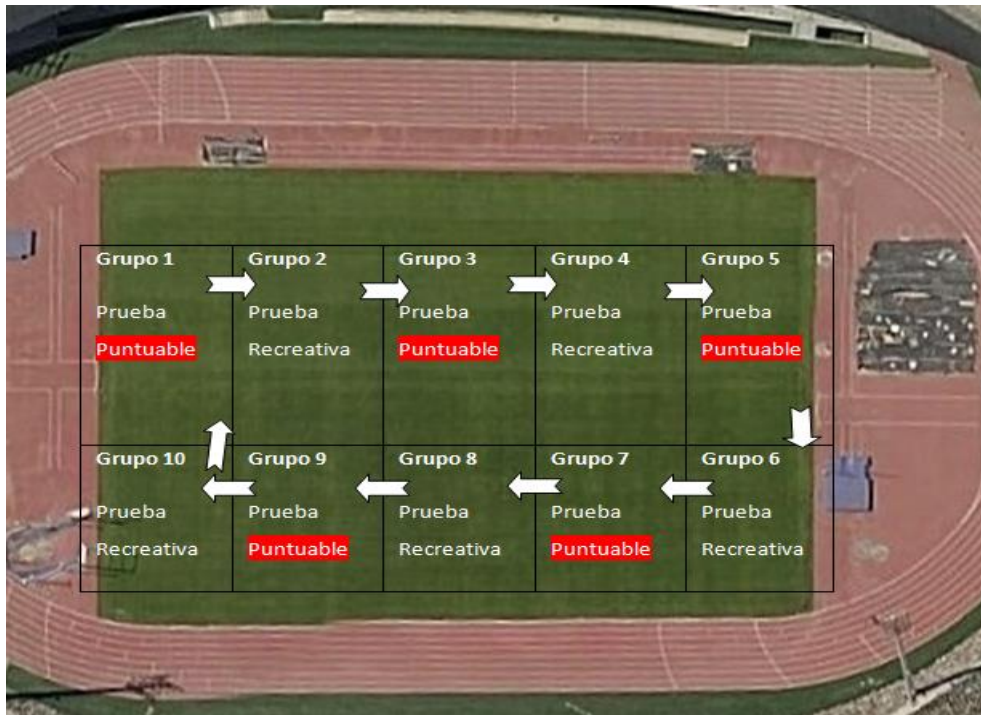 Grupo 1
Prueba
Puntuable
Grupo 2
Prueba
Recreativa
Grupo 3
Prueba
Puntuable
Grupo 4
Prueba
Recreativa
Grupo 5
Prueba
Puntuable
Grupo 10
Prueba
Recreativa
Grupo 9
Prueba
Puntuable
Grupo 8
Prueba
Recreativa
Grupo 7
Prueba
Puntuable
Grupo 6
Prueba
Recreativa